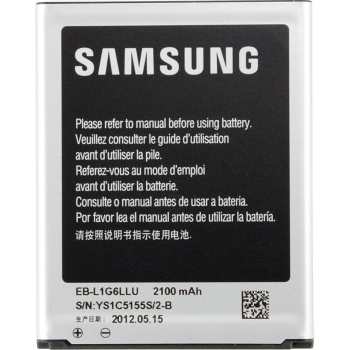 SAMSUNG
Please refer to manual before using battery.
Veuillez consulter le guide d'utilisation
avant d'utiliser la pile.
Referez-vous au mode d'emploi
avant d'utiliser la batterie.
Consulte o manual antes de usar a bateria.
Por favor lea el manual antes de utilizar la batería.
请按照说明书指示使用电池.
EB-L1G6LLU 2100 mAh
S/N:YS1C5155S/2-B
生产日期 : 2012.05.15